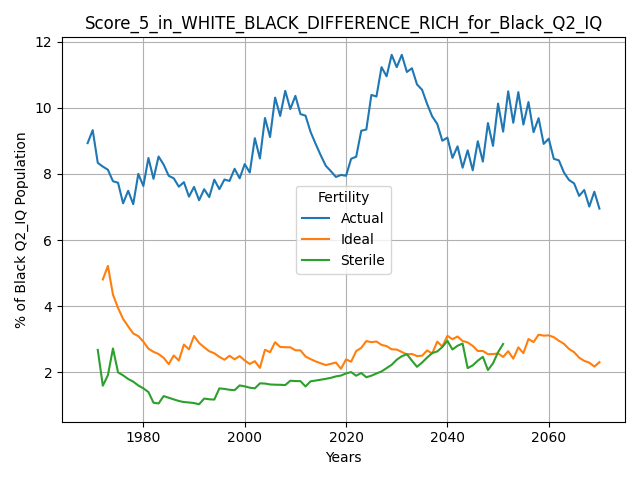 Score_5_in_WHITE_BLACK_DIFFERENCE_RICH_for_Black_Q2_IQ
12
10
8
6
4
2
% of Black Q2_IQ Population
Fertility
Actual
Ideal
Sterile
1980
2000
2020
2040
2060
Years